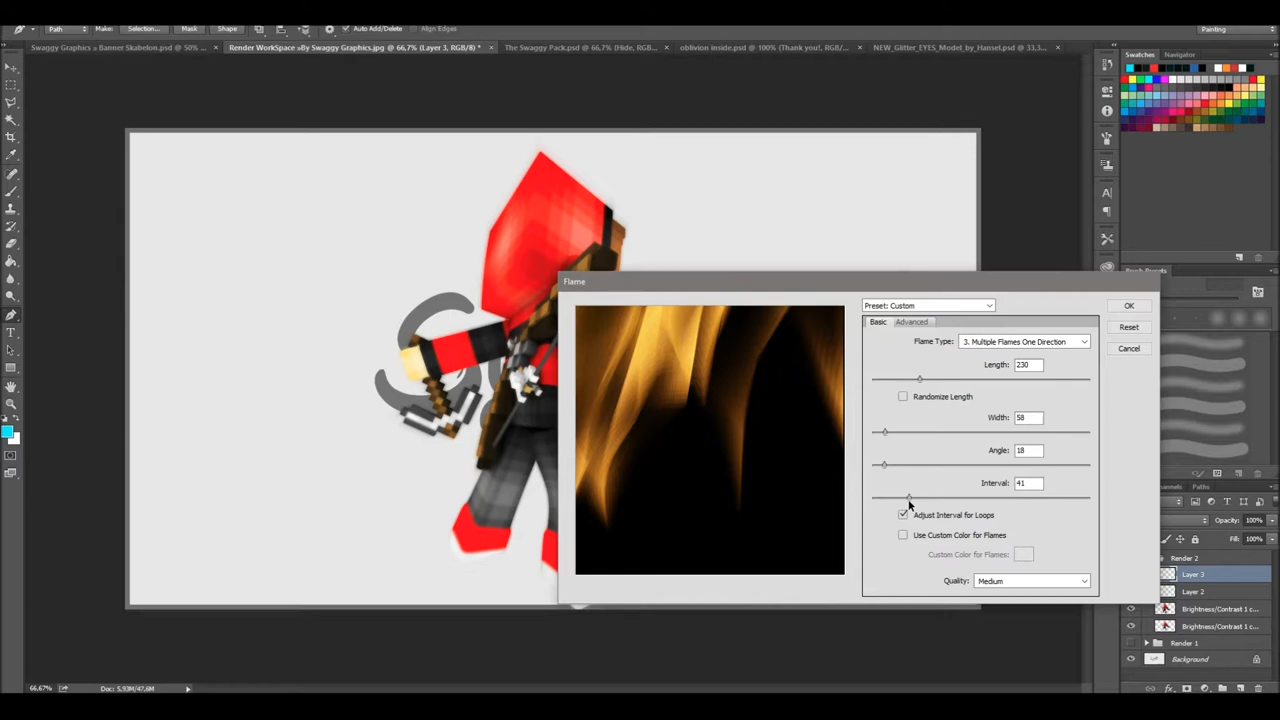 Path Make: Selection... Mask Shape Auto Add/Delete Align Edges Painting
Swaggy Graphics » Banner Skabelon.psd @ 50% ... × Render WorkSpace »By Swaggy Graphics.jpg @ 66,7% (Layer 3, RGB/8) * × The Swaggy Pack.psd @ 66,7% (Hide, RGB/8... × oblivion inside.psd @ 100% (Thank you!, RGB/8... × NEW_Glitter_EYES_Model_by_Hansel.psd @ 33,3... ×
Swatches Navigator
Flame
Preset: Custom
OK
Basic Advanced
Reset
Flame Type: 3. Multiple Flames One Direction
Cancel
Length: 230
Randomize Length
Width: 58
Angle: 18
Interval: 41
Adjust Interval for Loops
Use Custom Color for Flames
Custom Color for Flames:
Quality: Medium
Paths
Opacity: 100%
Fill: 100%
Render 2
Layer 3
Layer 2
Brightness/Contrast 1 c...
Brightness/Contrast 1 c...
Render 1
Background
66,67% Doc: 5,93M/47,6M